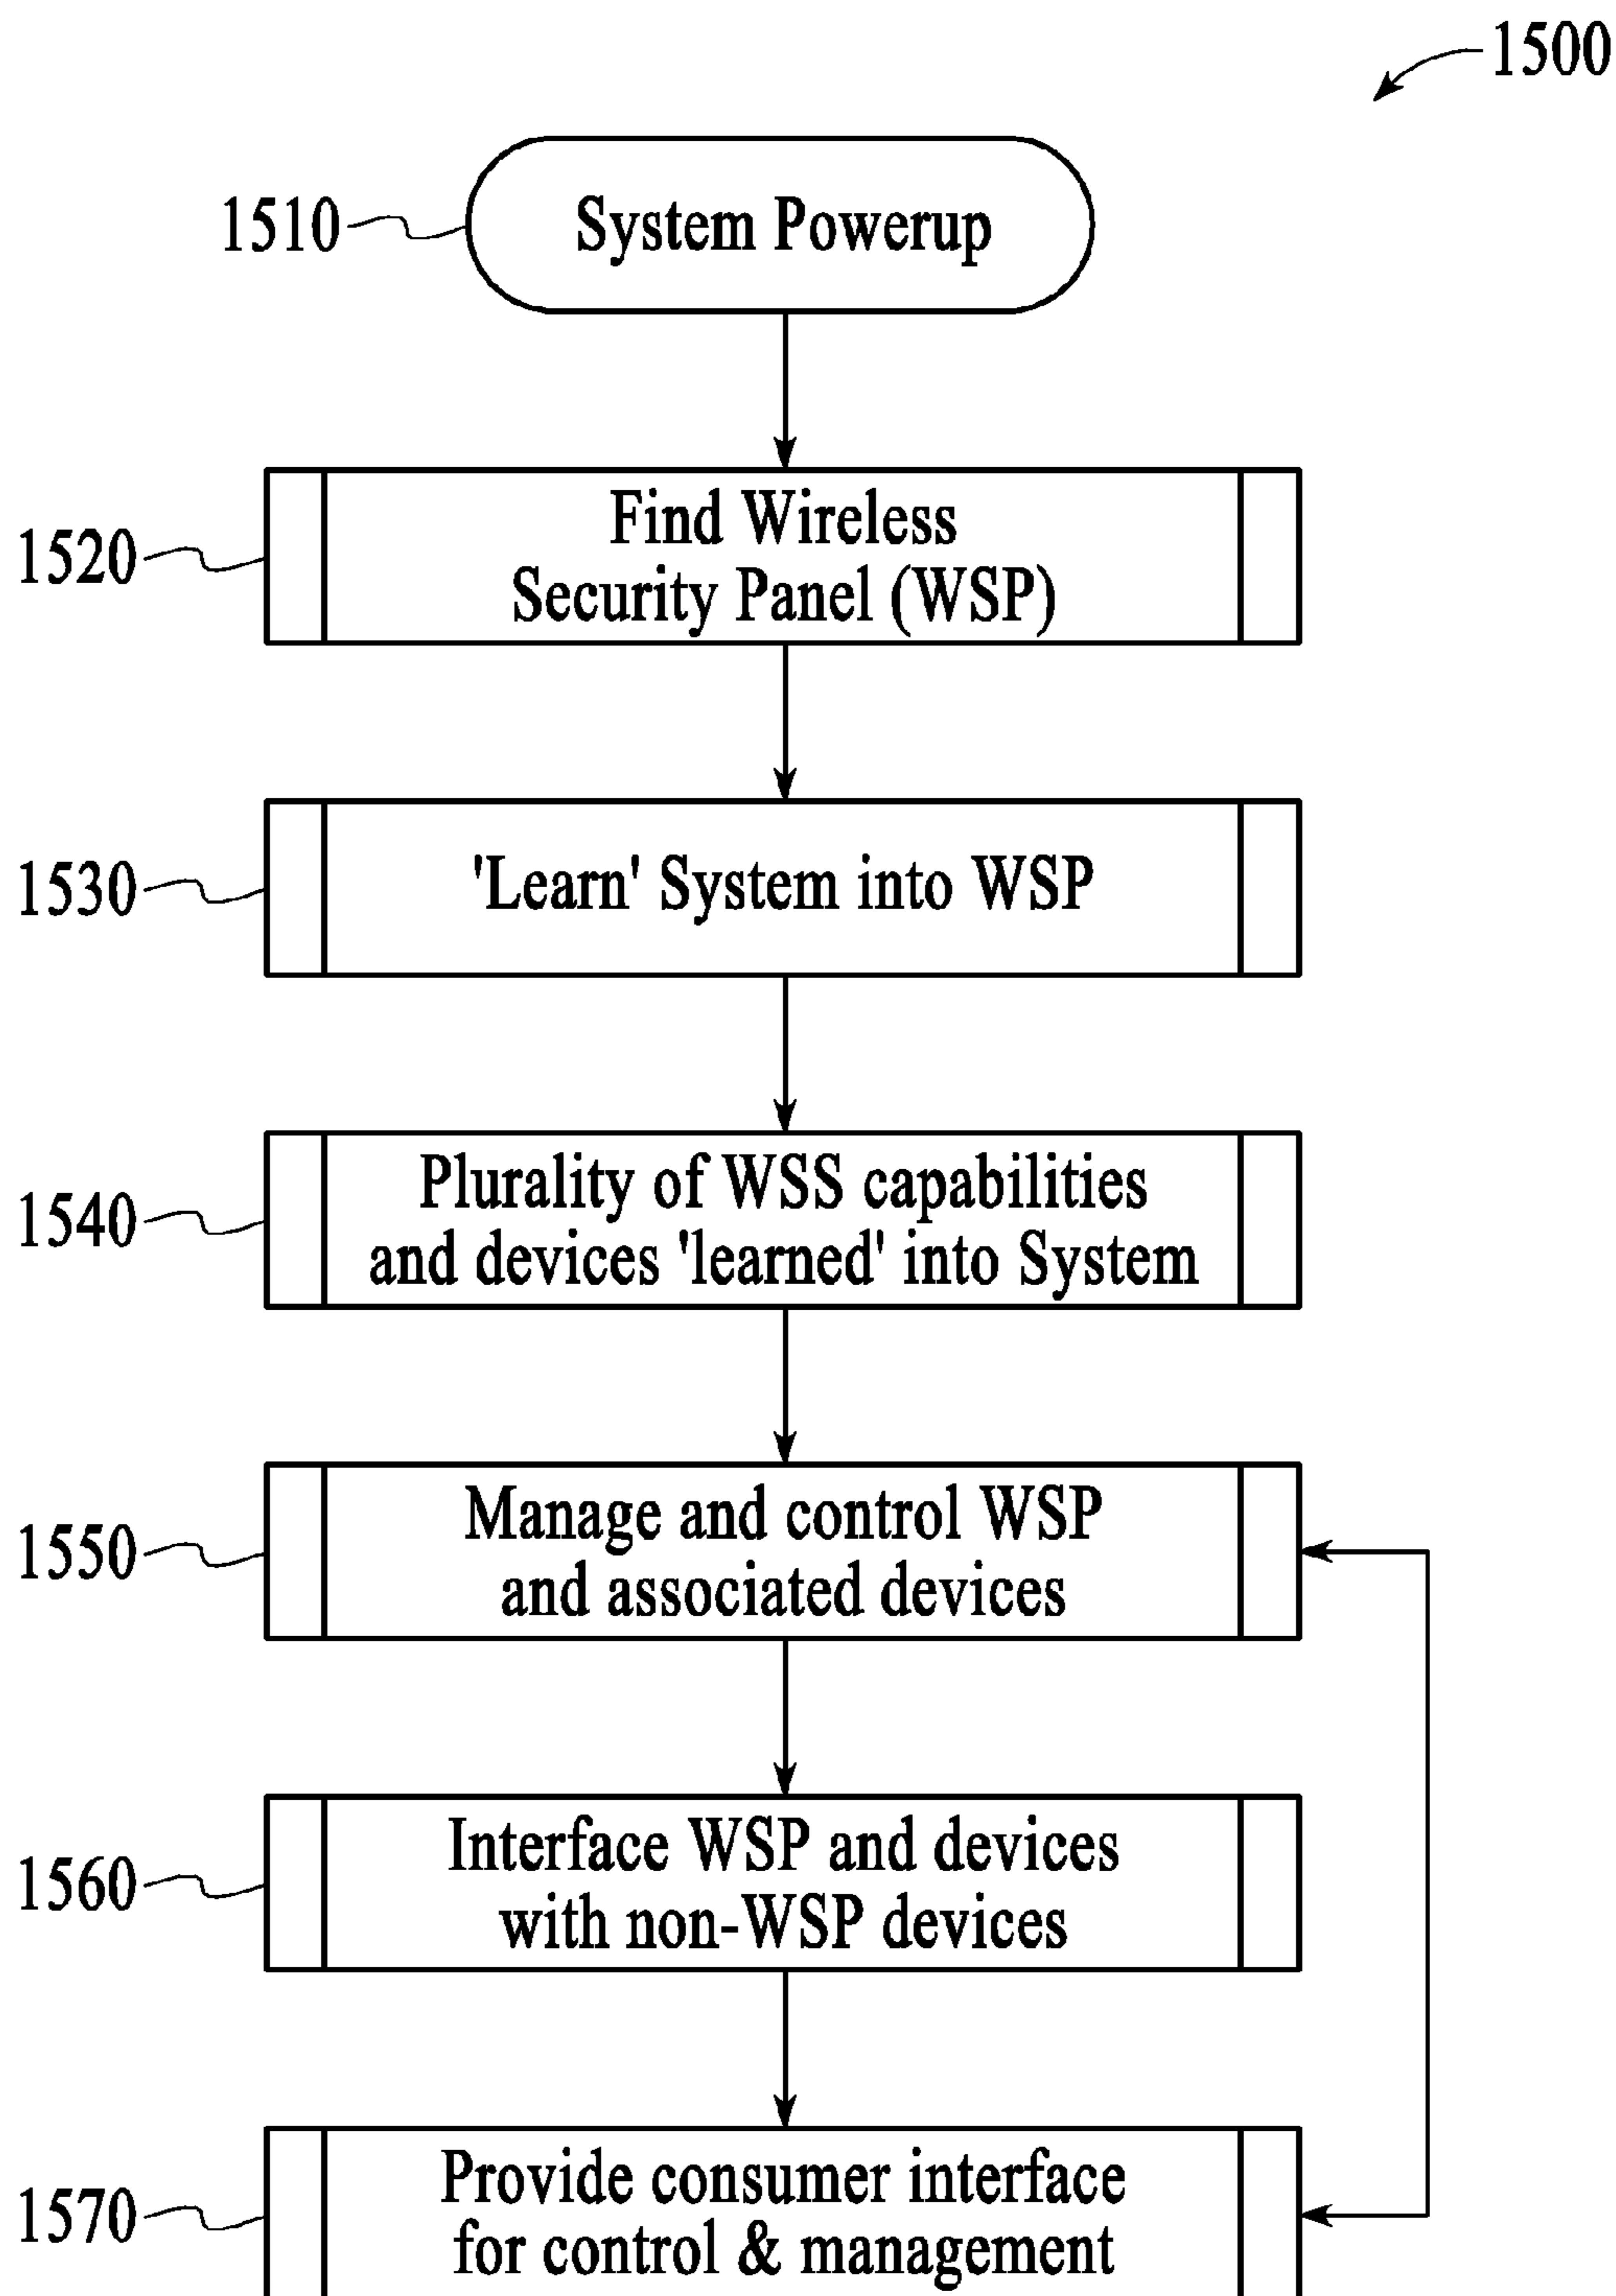 1500
1510
System Powerup
1520
Find Wireless
Security Panel (WSP)
1530
'Learn' System into WSP
1540
Plurality of WSS capabilities
and devices 'learned' into System
1550
Manage and control WSP
and associated devices
1560
Interface WSP and devices
with non-WSP devices
1570
Provide consumer interface
for control & management